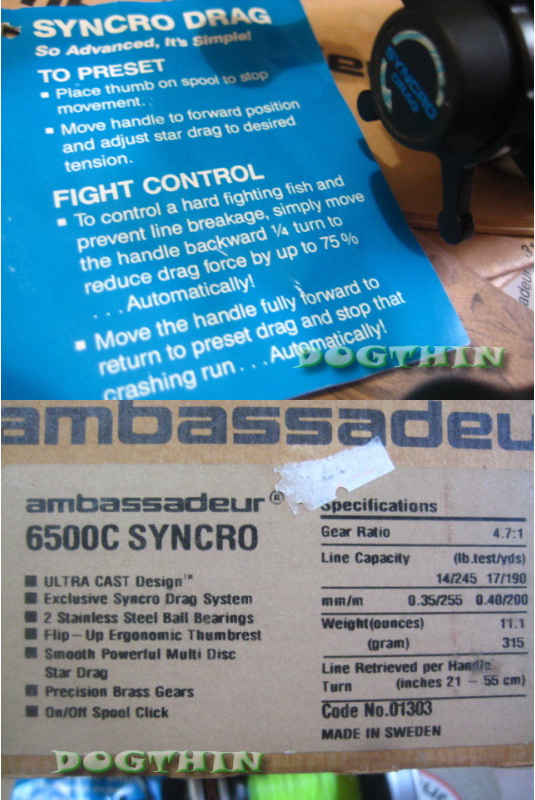 SYNCRO DRAG
So Advanced, It's Simple!
TO PRESET
▪ Place thumb on spool to stop
movement.
▪ Move handle to forward position
and adjust star drag to desired
tension.
FIGHT CONTROL
▪ To control a hard fighting fish and
prevent line breakage, simply move
the handle backward ¼ turn to
reduce drag force by up to 75%
. . . Automatically!
▪ Move the handle fully forward to
return to preset drag and stop that
crashing run . . . Automatically!
SYNCRO
DRAG
DOGTHIN
ambassadeu
ambassadeur®
6500C SYNCRO
■ ULTRA CAST Design™
■ Exclusive Syncro Drag System
■ 2 Stainless Steel Ball Bearings
■ Flip-Up Ergonomic Thumbrest
■ Smooth Powerful Multi Disc
Star Drag
■ Precision Brass Gears
■ On/Off Spool Click
Specifications
Gear Ratio 4.7:1
Line Capacity (lb.test/yds)
14/245 17/190
mm/m 0.35/255 0.40/200
Weight(ounces) 11.1
(gram) 315
Line Retrieved per Handle
Turn (inches 21 - 55 cm)
Code No.01303
MADE IN SWEDEN
DOGTHIN